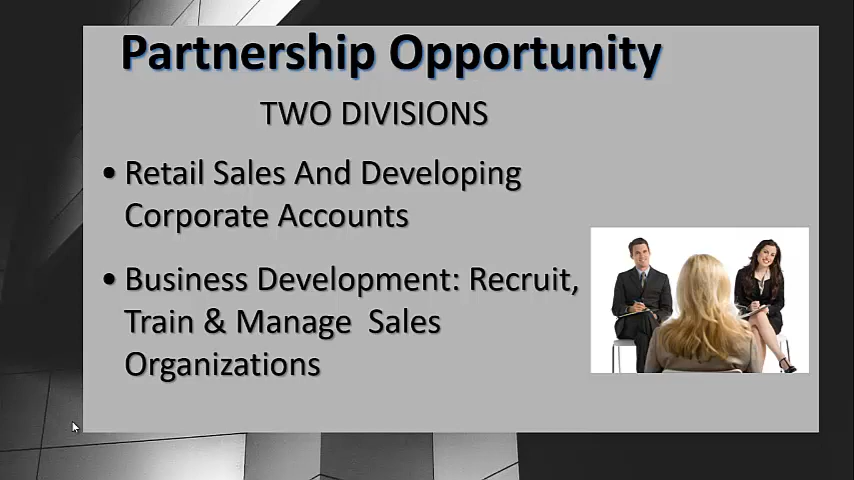 Partnership Opportunity
TWO DIVISIONS
• Retail Sales And Developing
Corporate Accounts
• Business Development: Recruit,
Train & Manage  Sales
Organizations